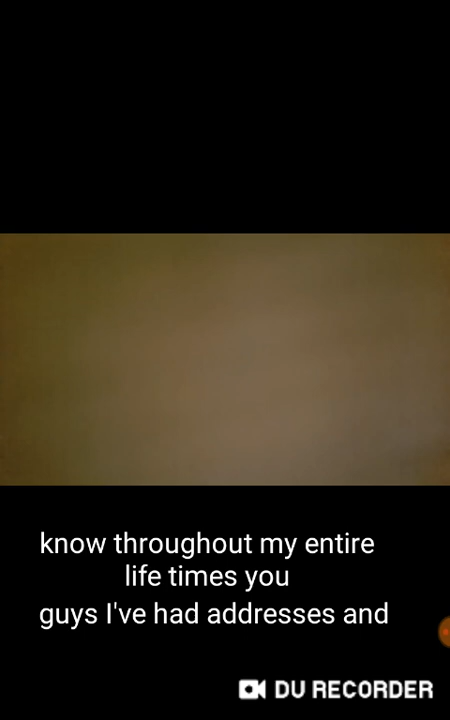 know throughout my entire
life times you
guys I've had addresses and
DU RECORDER